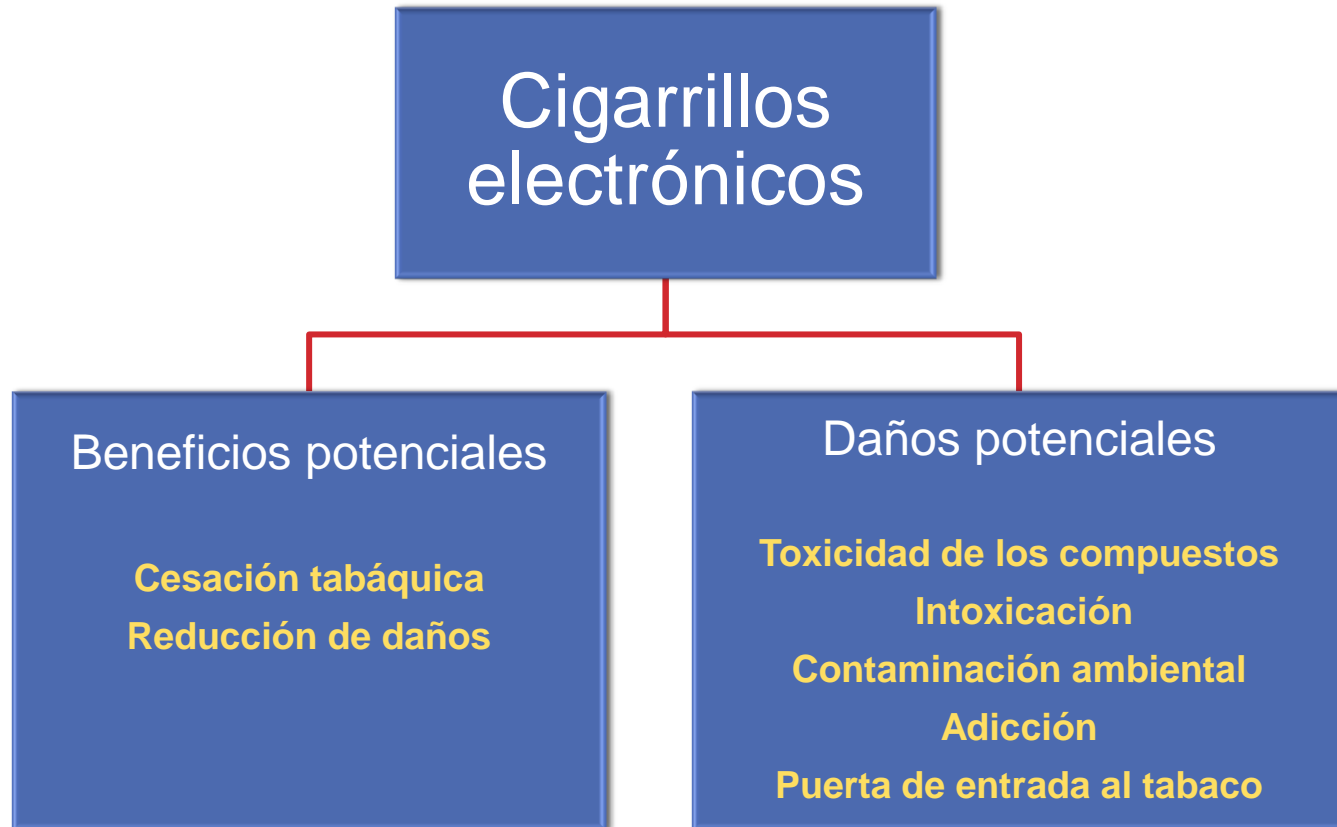 Cigarrillos
electrónicos
Beneficios potenciales
Cesación tabáquica
Reducción de daños
Daños potenciales
Toxicidad de los compuestos
Intoxicación
Contaminación ambiental
Adicción
Puerta de entrada al tabaco